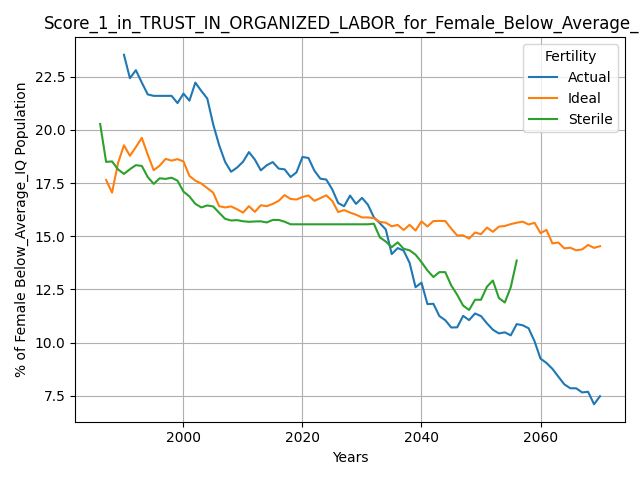 Score_1_in_TRUST_IN_ORGANIZED_LABOR_for_Female_Below_Average_
Fertility
Actual
Ideal
Sterile
% of Female Below_Average_IQ Population
22.5
20.0
17.5
15.0
12.5
10.0
7.5
2000
2020
2040
2060
Years